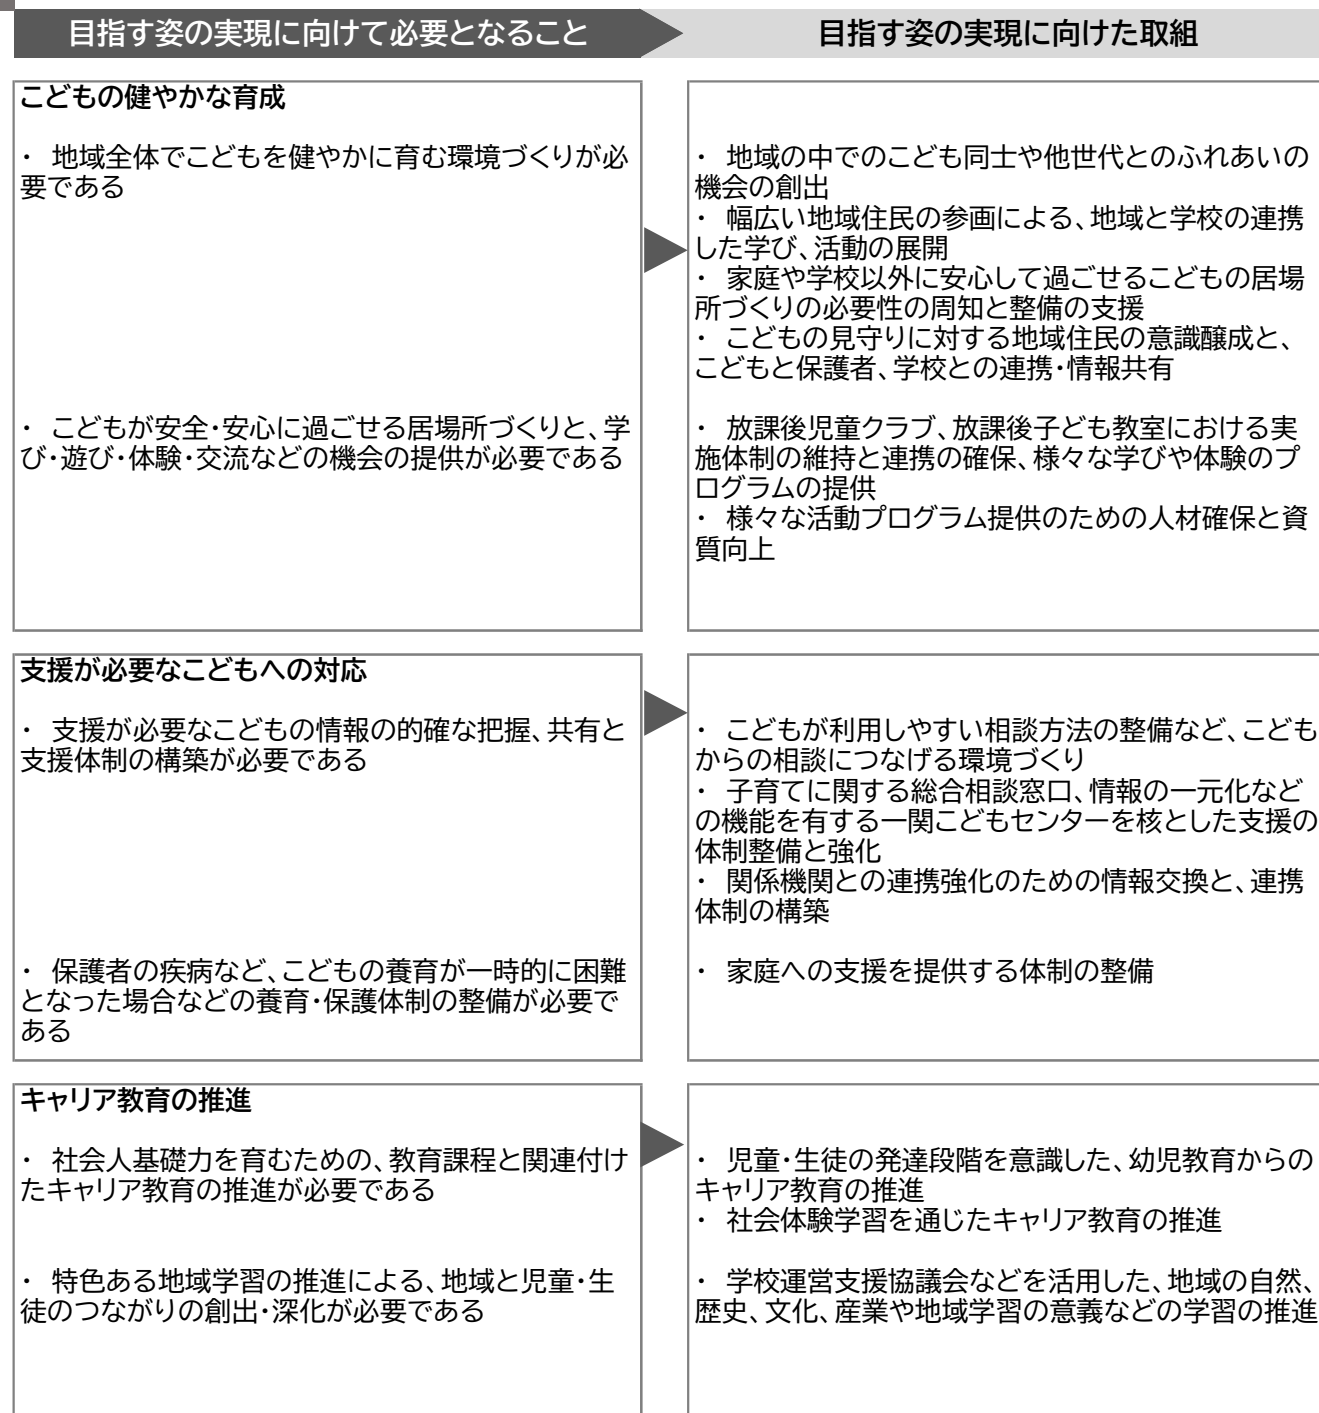 目指す姿の実現に向けて必要となること
目指す姿の実現に向けた取組
こどもの健やかな育成
・ 地域全体でこどもを健やかに育む環境づくりが必
要である
・ こどもが安全・安心に過ごせる居場所づくりと、学
び・遊び・体験・交流などの機会の提供が必要である
・ 地域の中でのこども同士や他世代とのふれあいの
機会の創出
・ 幅広い地域住民の参画による、地域と学校の連携
した学び、活動の展開
・ 家庭や学校以外に安心して過ごせるこどもの居場
所づくりの必要性の周知と整備の支援
・ こどもの見守りに対する地域住民の意識醸成と、
こどもと保護者、学校との連携・情報共有
・ 放課後児童クラブ、放課後子ども教室における実
施体制の維持と連携の確保、様々な学びや体験のプ
ログラムの提供
・ 様々な活動プログラム提供のための人材確保と資
質向上
支援が必要なこどもへの対応
・ 支援が必要なこどもの情報の的確な把握、共有と
支援体制の構築が必要である
・ 保護者の疾病など、こどもの養育が一時的に困難
となった場合などの養育・保護体制の整備が必要で
ある
・ こどもが利用しやすい相談方法の整備など、こども
からの相談につなげる環境づくり
・ 子育てに関する総合相談窓口、情報の一元化など
の機能を有する一関こどもセンターを核とした支援の
体制整備と強化
・ 関係機関との連携強化のための情報交換と、連携
体制の構築
・ 家庭への支援を提供する体制の整備
キャリア教育の推進
・ 社会人基礎力を育むための、教育課程と関連付け
たキャリア教育の推進が必要である
・ 特色ある地域学習の推進による、地域と児童・生
徒のつながりの創出・深化が必要である
・ 児童・生徒の発達段階を意識した、幼児教育からの
キャリア教育の推進
・ 社会体験学習を通じたキャリア教育の推進
・ 学校運営支援協議会などを活用した、地域の自然、
歴史、文化、産業や地域学習の意義などの学習の推進